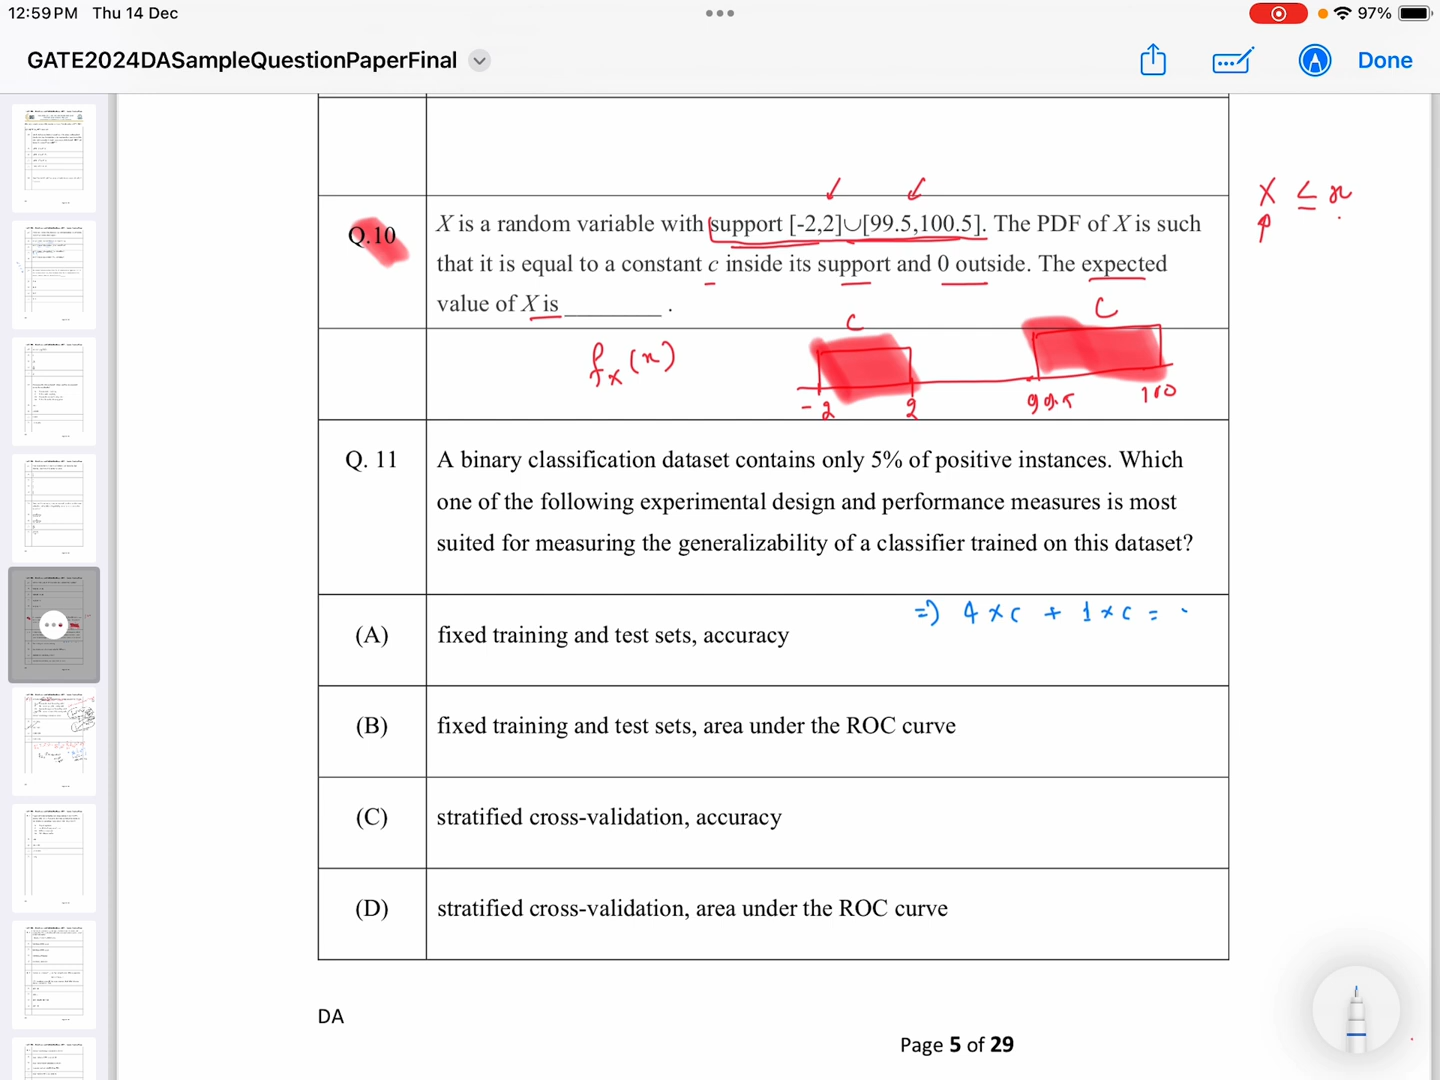 12:59 PM Thu 14 Dec
97%
GATE2024DASampleQuestionPaperFinal
Done
X ≤ x
Q.10
X is a random variable with support [-2,2]∪[99.5,100.5]. The PDF of X is such
that it is equal to a constant c inside its support and 0 outside. The expected
value of X is ________ .
f_X(x)
c
c
-2
2
99.5
100
Q. 11
A binary classification dataset contains only 5% of positive instances. Which
one of the following experimental design and performance measures is most
suited for measuring the generalizability of a classifier trained on this dataset?
=> 4 × c + 1 × c =
(A)
fixed training and test sets, accuracy
(B)
fixed training and test sets, area under the ROC curve
(C)
stratified cross-validation, accuracy
(D)
stratified cross-validation, area under the ROC curve
DA
Page 5 of 29